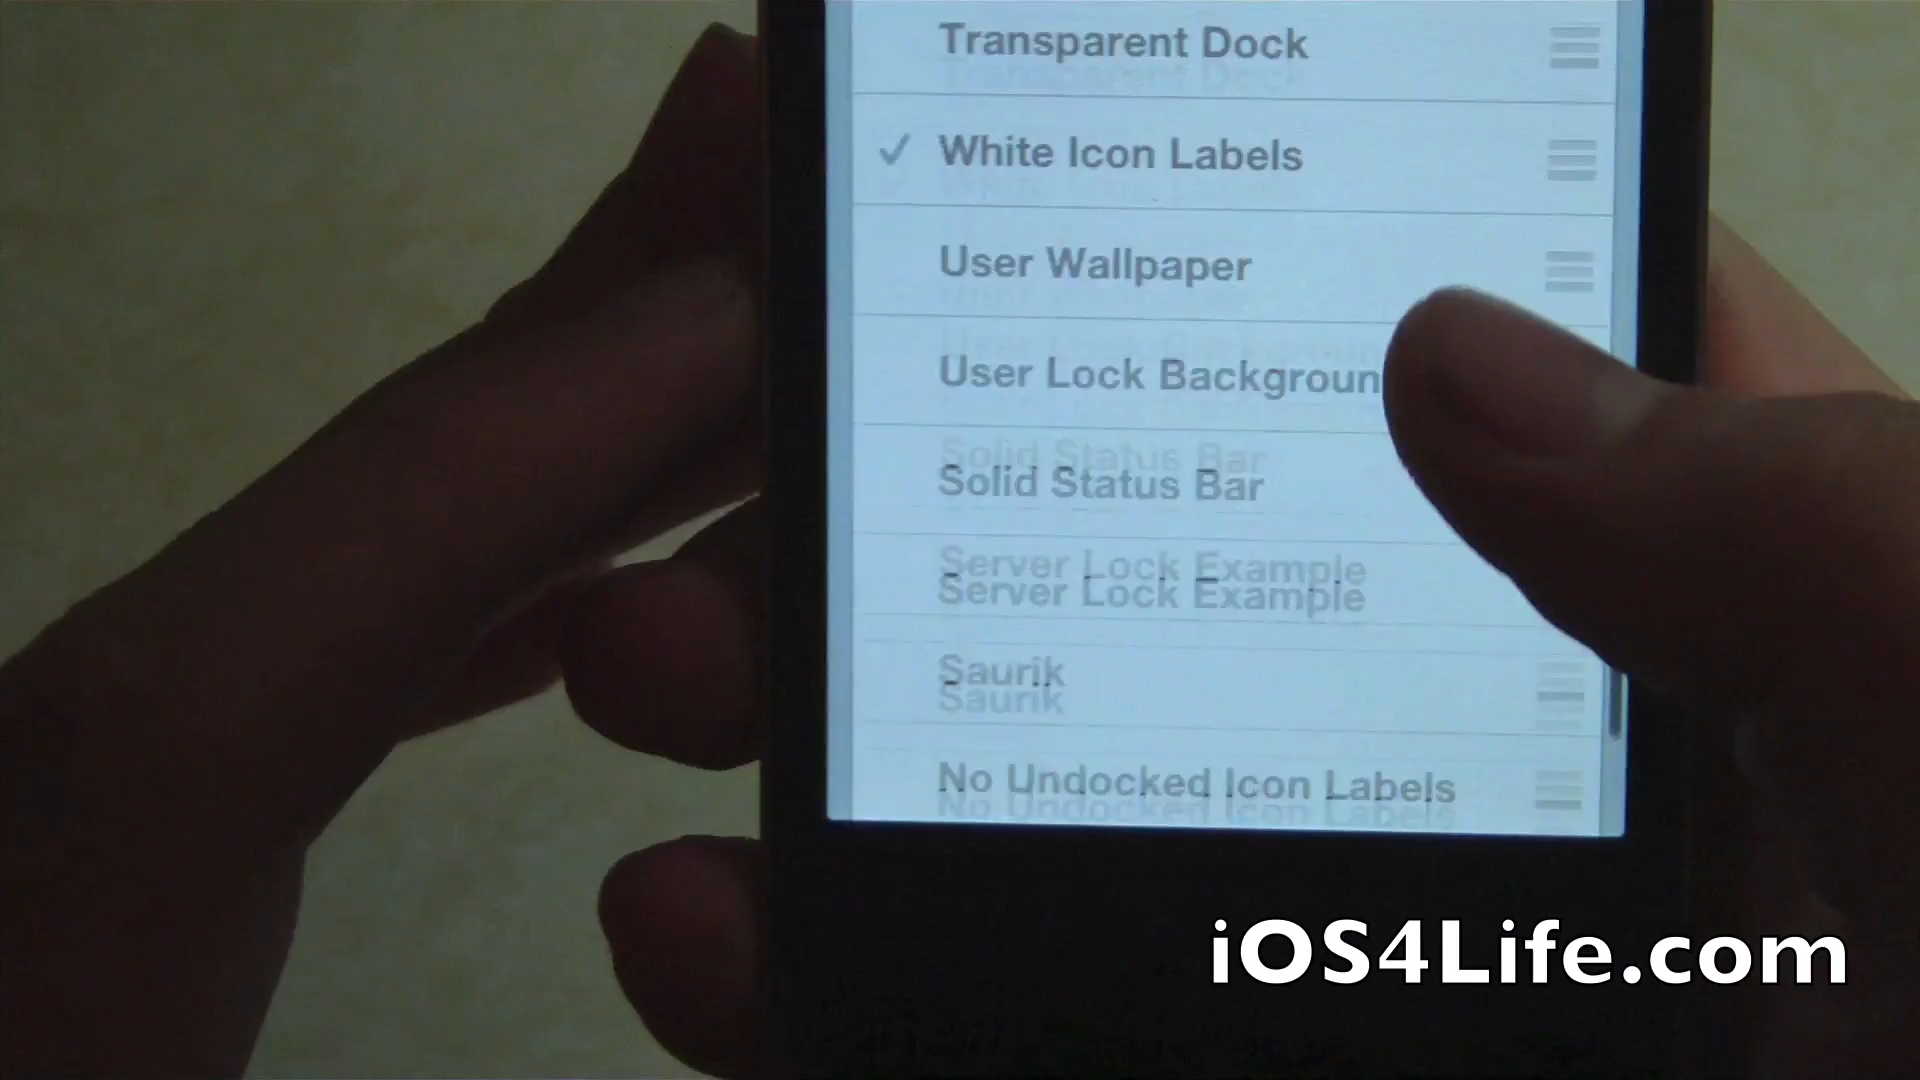 Transparent Dock
White Icon Labels
User Wallpaper
User Lock Backgroun
Solid Status Bar
Server Lock Example
Saurik
No Undocked Icon Labels
iOS4Life.com